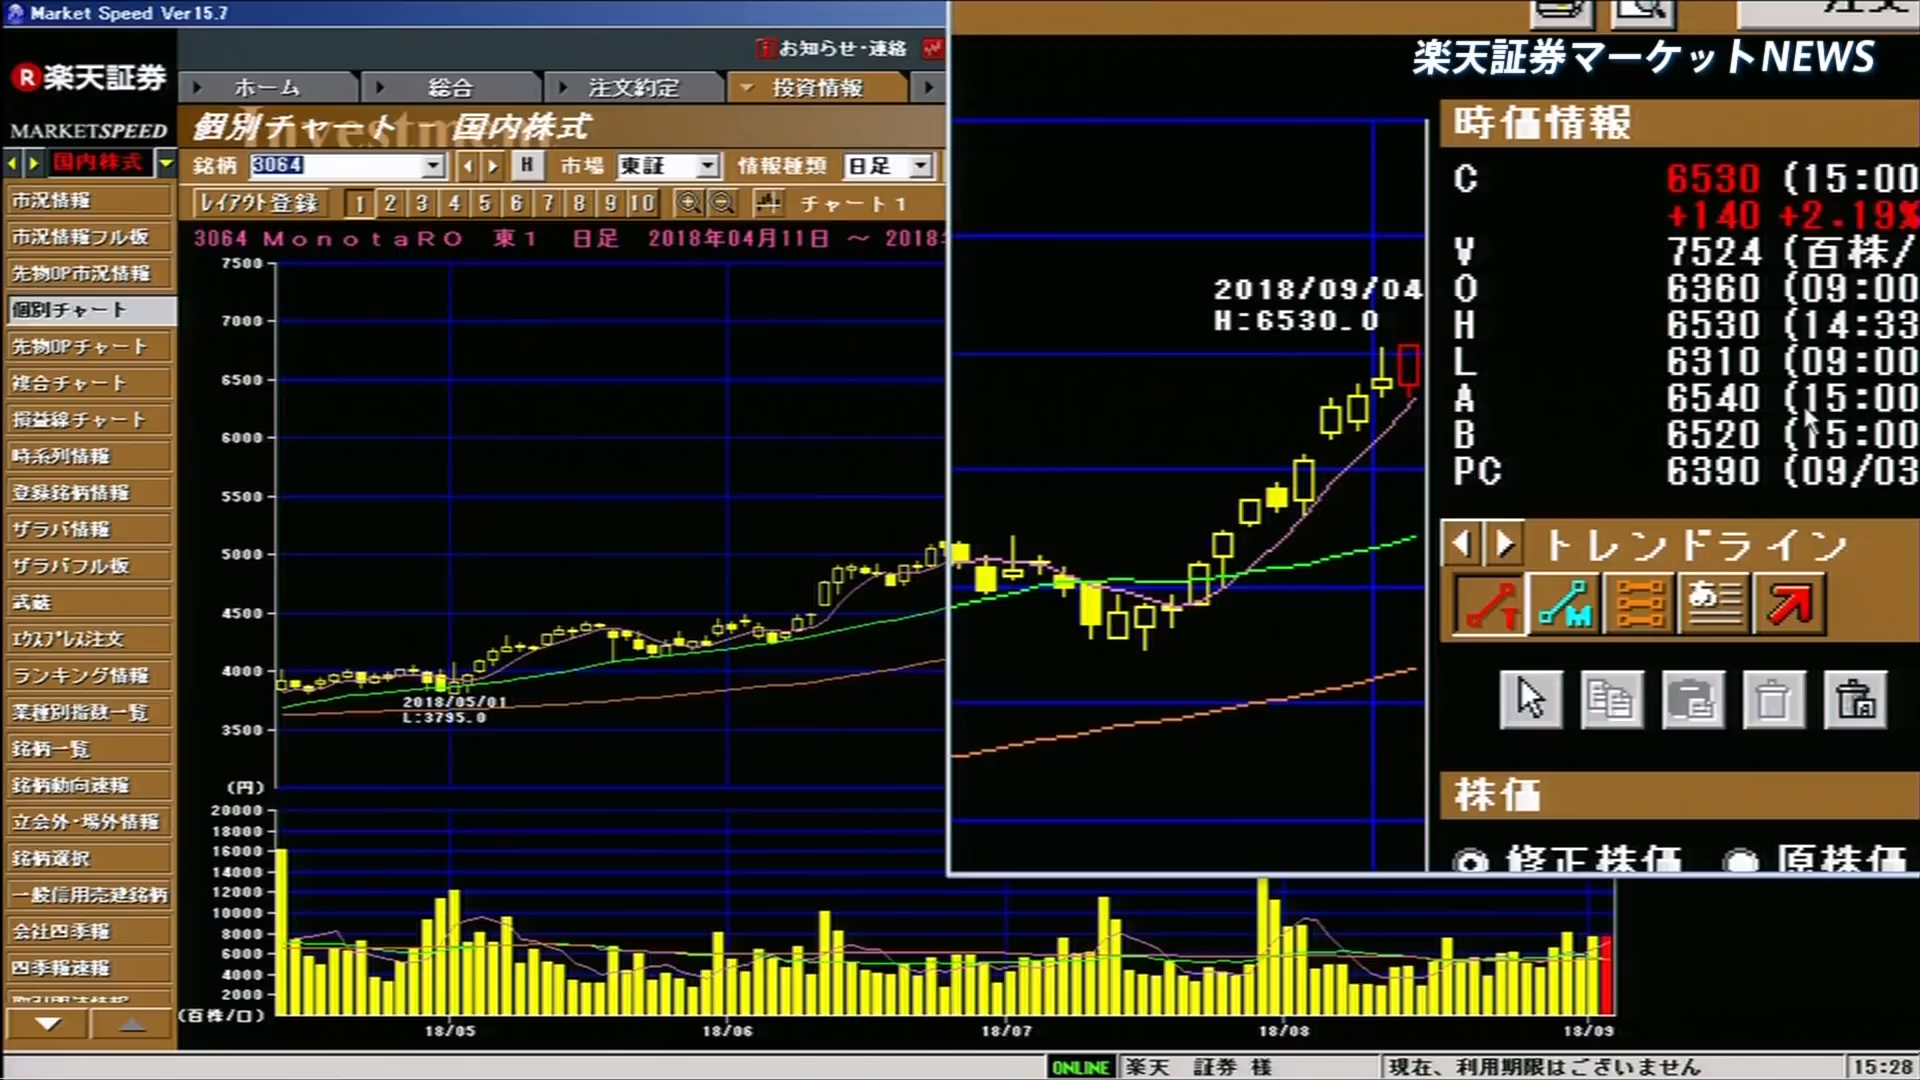 Market Speed Ver15.7
お知らせ・連絡
注文
楽天証券マーケットNEWS
R楽天証券
MARKETSPEED
ホーム
総合
注文約定
投資情報
個別チャート - 国内株式
国内株式
銘柄
3064
H
市場
東証
情報種類
日足
レイアウト登録
1 2 3 4 5 6 7 8 9 10
チャート1
3064 MonotaRO 東1 日足 2018年04月11日 ～ 2018
市況情報
市況情報フル板
先物OP市況情報
個別チャート
先物OPチャート
複合チャート
損益線チャート
時系列情報
登録銘柄情報
ザラバ情報
ザラバフル板
武蔵
エクスプレス注文
ランキング情報
業種別指数一覧
銘柄一覧
銘柄動向速報
立会外・場外情報
銘柄選択
一般信用売建銘柄
会社四季報
四季報速報
7500
7000
6500
6000
5500
5000
4500
4000
3500
(円)
2018/05/01
L:3795.0
20000
18000
16000
14000
12000
10000
8000
6000
4000
2000
(百株/口)
18/05
18/06
18/07
18/08
18/09
2018/09/04
H:6530.0
時価情報
C 6530 (15:00
+140 +2.19%
V 7524 (百株/
O 6360 (09:00
H 6530 (14:33
L 6310 (09:00
A 6540 (15:00
B 6520 (15:00
PC 6390 (09/03
トレンドライン
T
M
あ
株価
修正株価
原株価
ONLINE
楽天 証券 様
現在、利用期限はございません
15:28